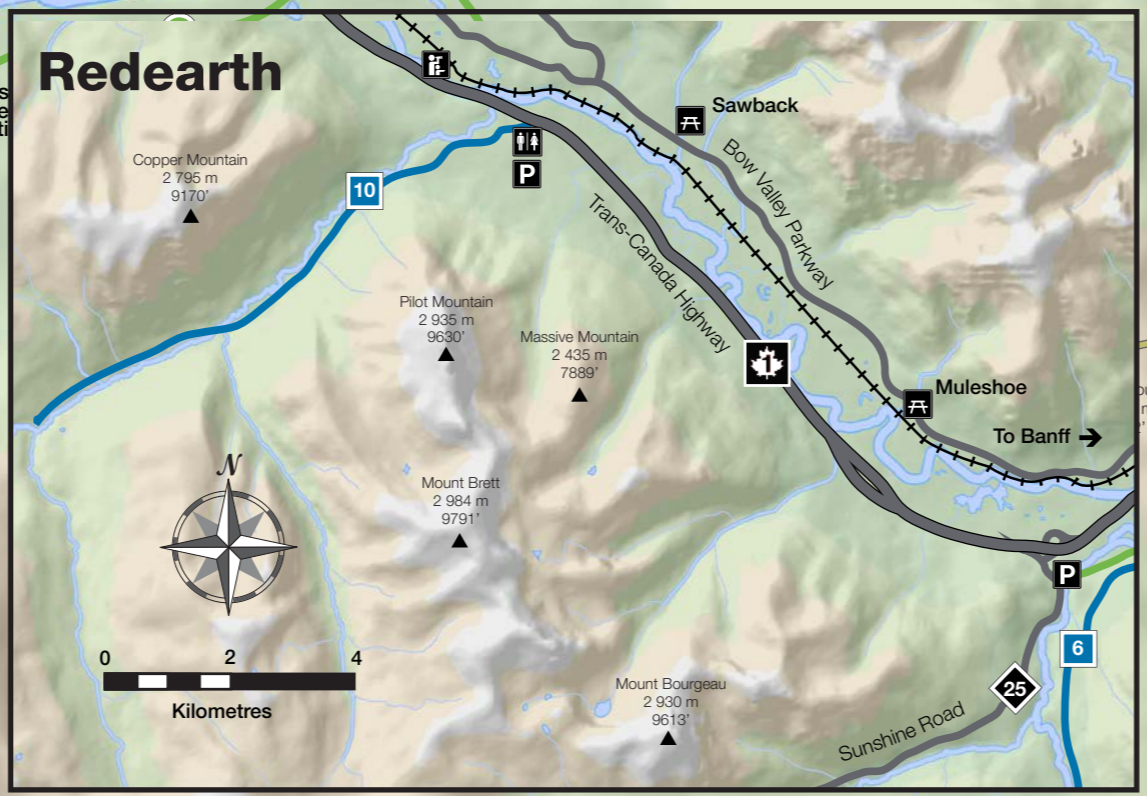 Redearth
Sawback
Copper Mountain
2 795 m
9170'
10
P
Bow Valley Parkway
Trans-Canada Highway
Pilot Mountain
2 935 m
9630'
Massive Mountain
2 435 m
7889'
1
Muleshoe
To Banff →
N
Mount Brett
2 984 m
9791'
P
0 2 4
Kilometres
6
25
Mount Bourgeau
2 930 m
9613'
Sunshine Road